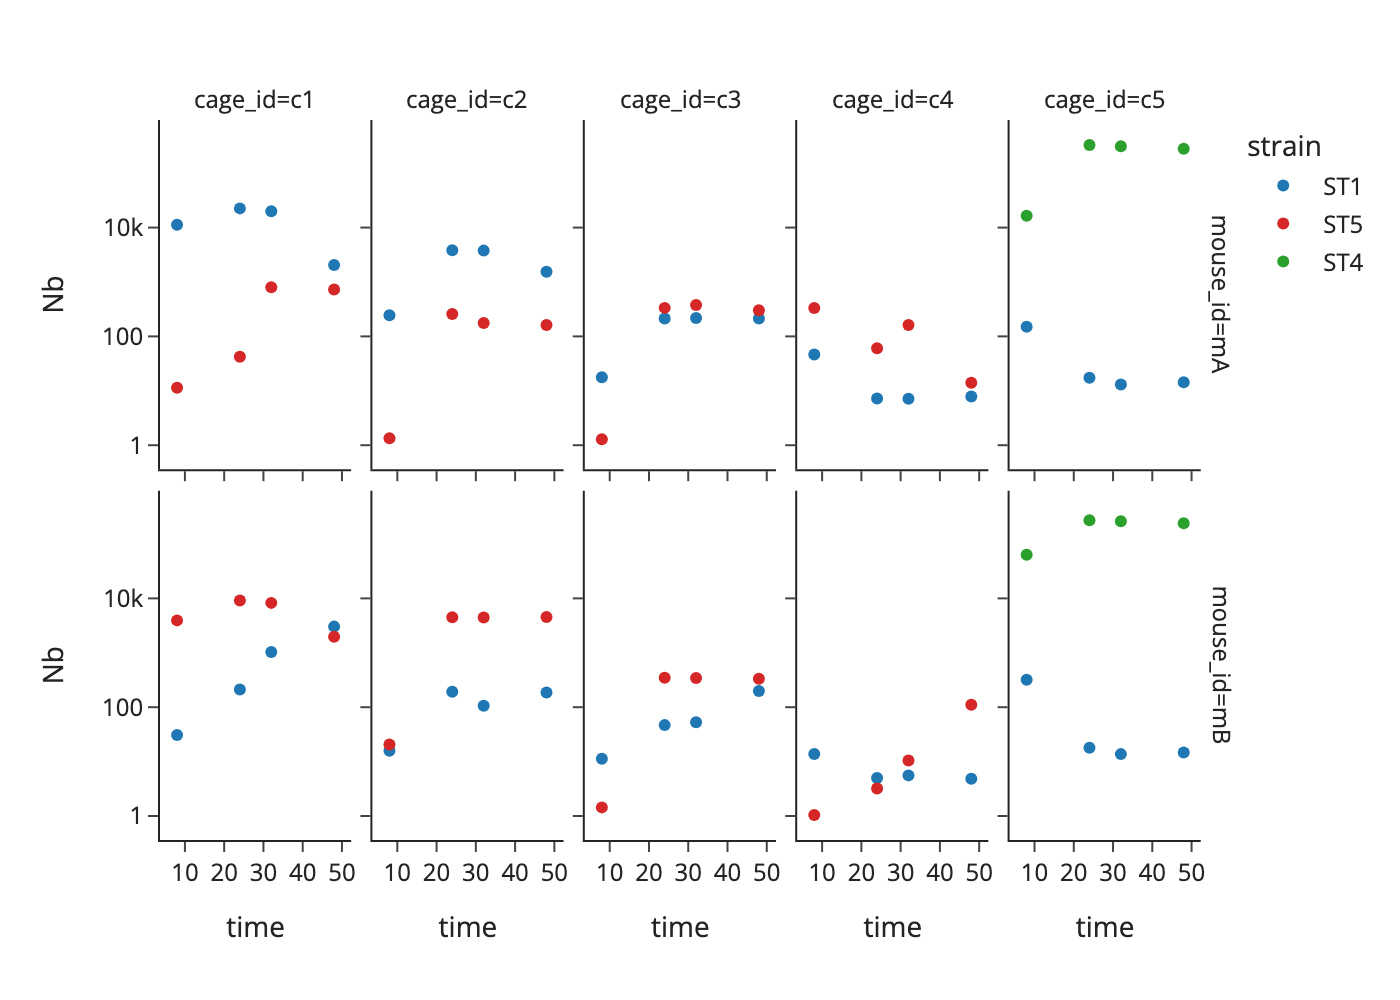 cage_id=c1 cage_id=c2 cage_id=c3 cage_id=c4 cage_id=c5
strain
ST1
ST5
ST4
10k
100
1
Nb
mouse_id=mA
10k
100
1
Nb
mouse_id=mB
10 20 30 40 50 10 20 30 40 50 10 20 30 40 50 10 20 30 40 50 10 20 30 40 50
time time time time time